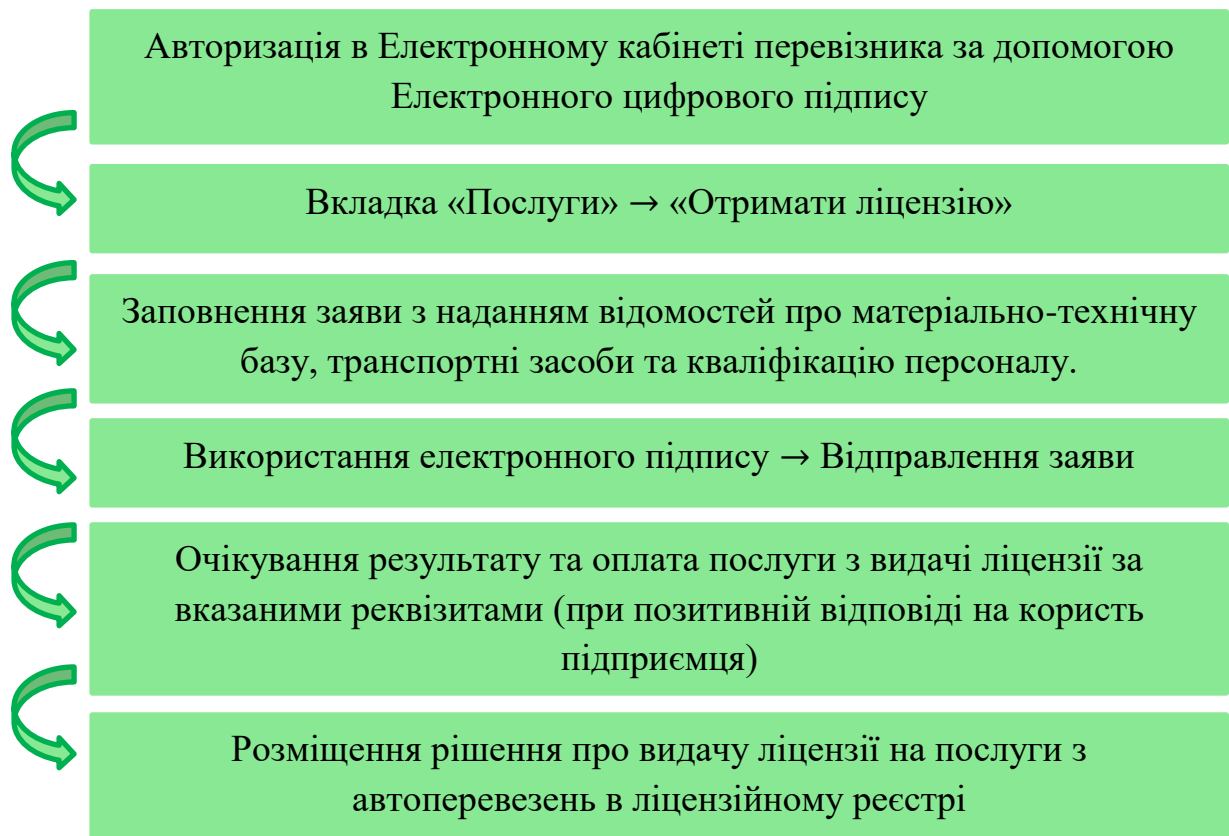 Авторизація в Електронному кабінеті перевізника за допомогою
Електронного цифрового підпису
Вкладка «Послуги» → «Отримати ліцензію»
Заповнення заяви з наданням відомостей про матеріально-технічну
базу, транспортні засоби та кваліфікацію персоналу.
Використання електронного підпису → Відправлення заяви
Очікування результату та оплата послуги з видачі ліцензії за
вказаними реквізитами (при позитивній відповіді на користь
підприємця)
Розміщення рішення про видачу ліцензії на послуги з
автоперевезень в ліцензійному реєстрі